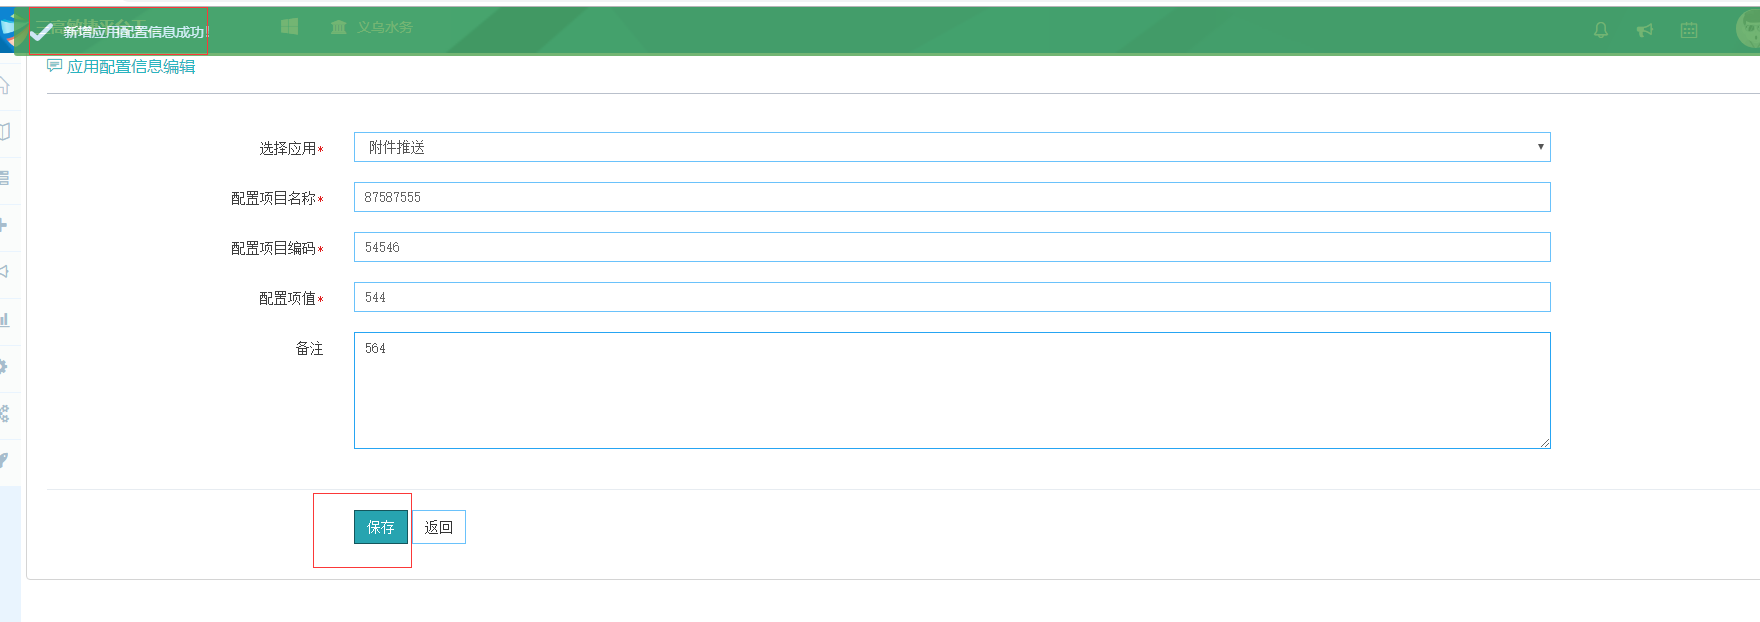 新增应用配置信息成功!
义乌水务
应用配置信息编辑
选择应用* 附件推送
配置项目名称* 87587555
配置项目编码* 54546
配置项值* 544
备注 564
保存 返回